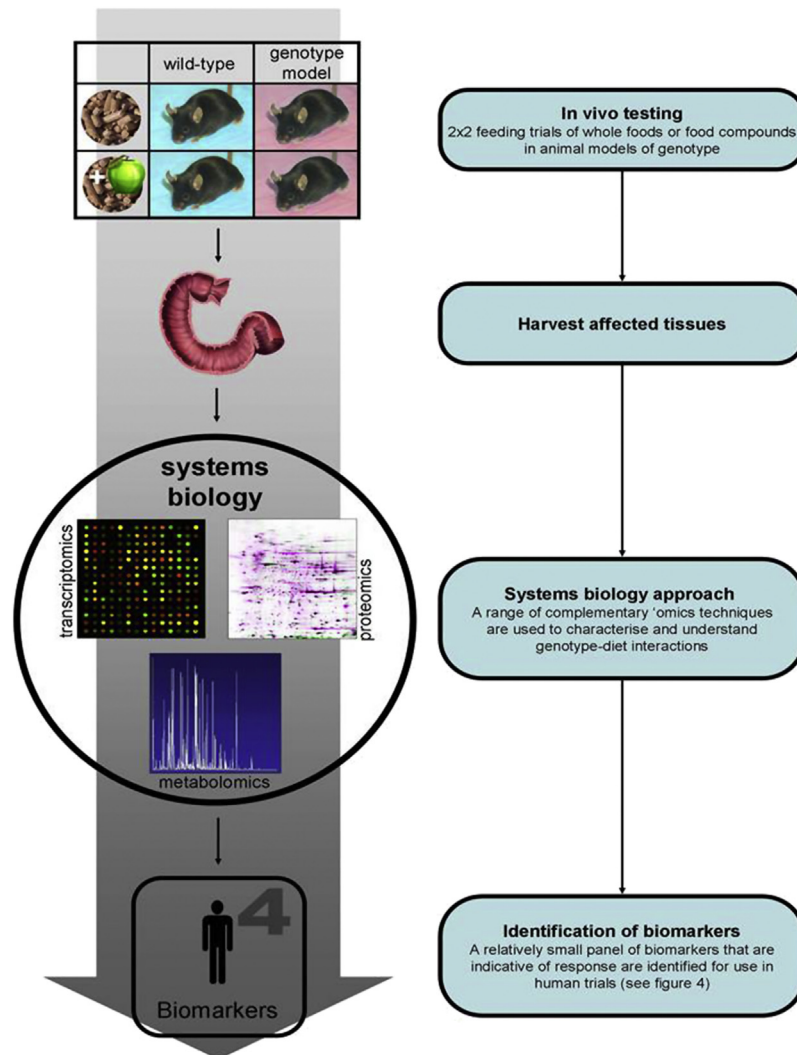 wild-type
genotype
model
+
In vivo testing
2x2 feeding trials of whole foods or food compounds
in animal models of genotype
Harvest affected tissues
systems
biology
transcriptomics
proteomics
metabolomics
Systems biology approach
A range of complementary ‘omics techniques
are used to characterise and understand
genotype-diet interactions
4
Biomarkers
Identification of biomarkers
A relatively small panel of biomarkers that are
indicative of response are identified for use in
human trials (see figure 4)